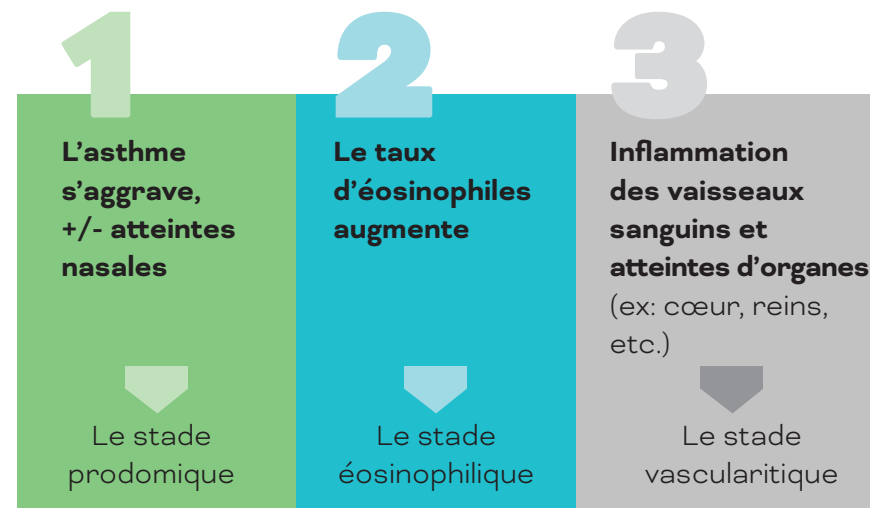 1
L’asthme
s’aggrave,
+/- atteintes
nasales
Le stade
prodomique
2
Le taux
d’éosinophiles
augmente
Le stade
éosinophilique
3
Inflammation
des vaisseaux
sanguins et
atteintes d’organes
(ex: cœur, reins,
etc.)
Le stade
vascularitique